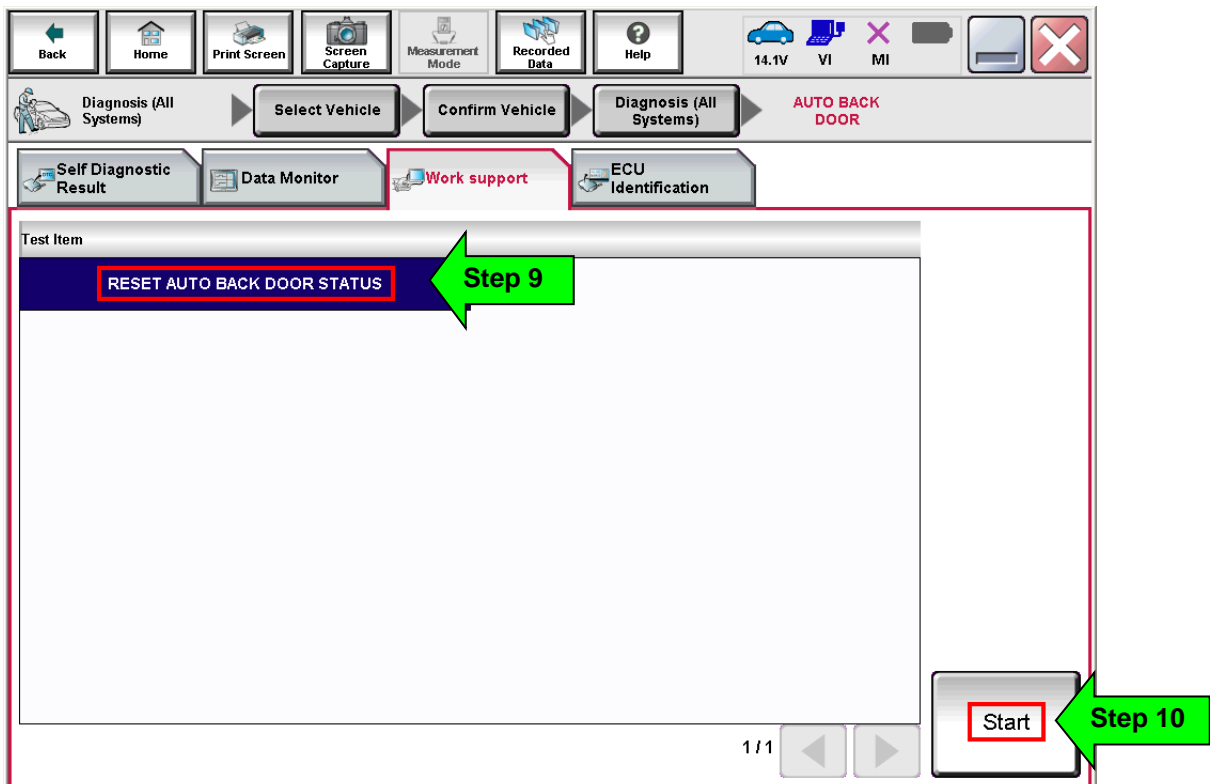 Back
Home
Print Screen
Screen
Capture
Measurement
Mode
Recorded
Data
Help
14.1V
VI
MI
Diagnosis (All
Systems)
Select Vehicle
Confirm Vehicle
Diagnosis (All
Systems)
AUTO BACK
DOOR
Self Diagnostic
Result
Data Monitor
Work support
ECU
Identification
Test Item
RESET AUTO BACK DOOR STATUS
Step 9
Start
Step 10
1 / 1